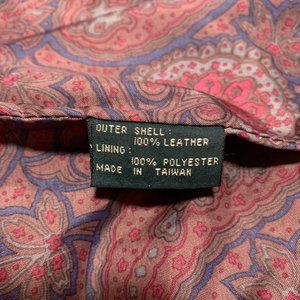 OUTER SHELL:
100% LEATHER
LINING:
100% POLYESTER
MADE IN TAIWAN